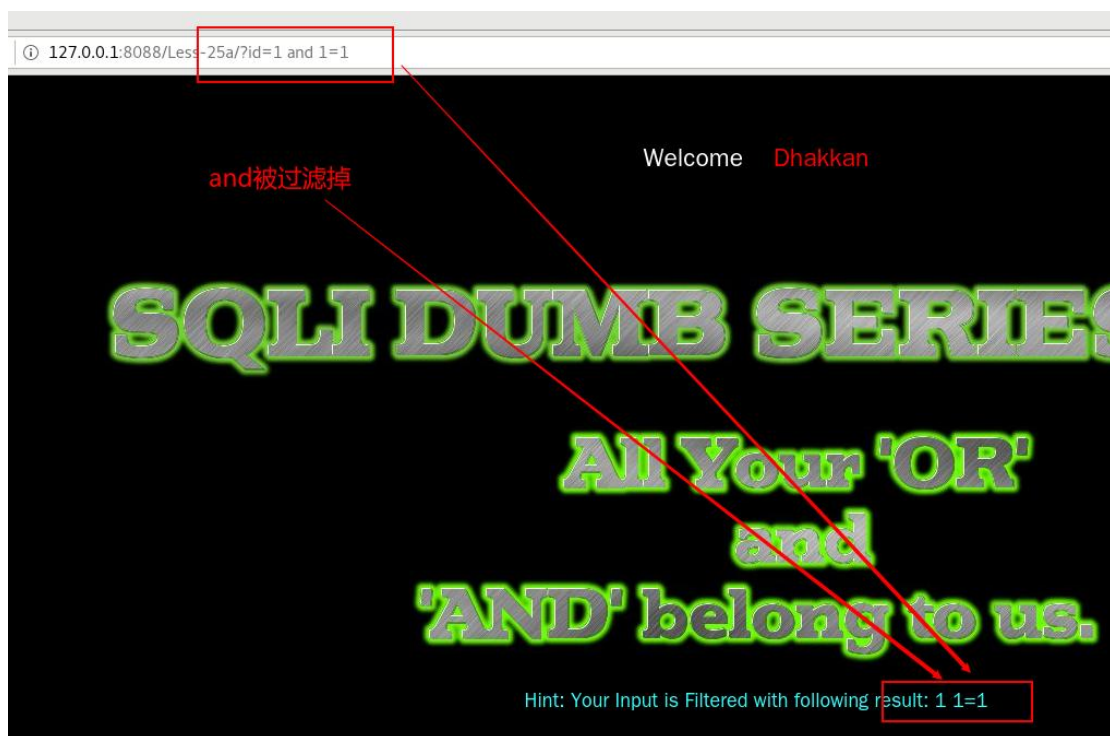 127.0.0.1:8088/Less-25a/?id=1 and 1=1
Welcome Dhakkan
and被过滤掉
SQLI DUMB SERIES
All Your 'OR'
and
'AND' belong to us.
Hint: Your Input is Filtered with following result: 1 1=1